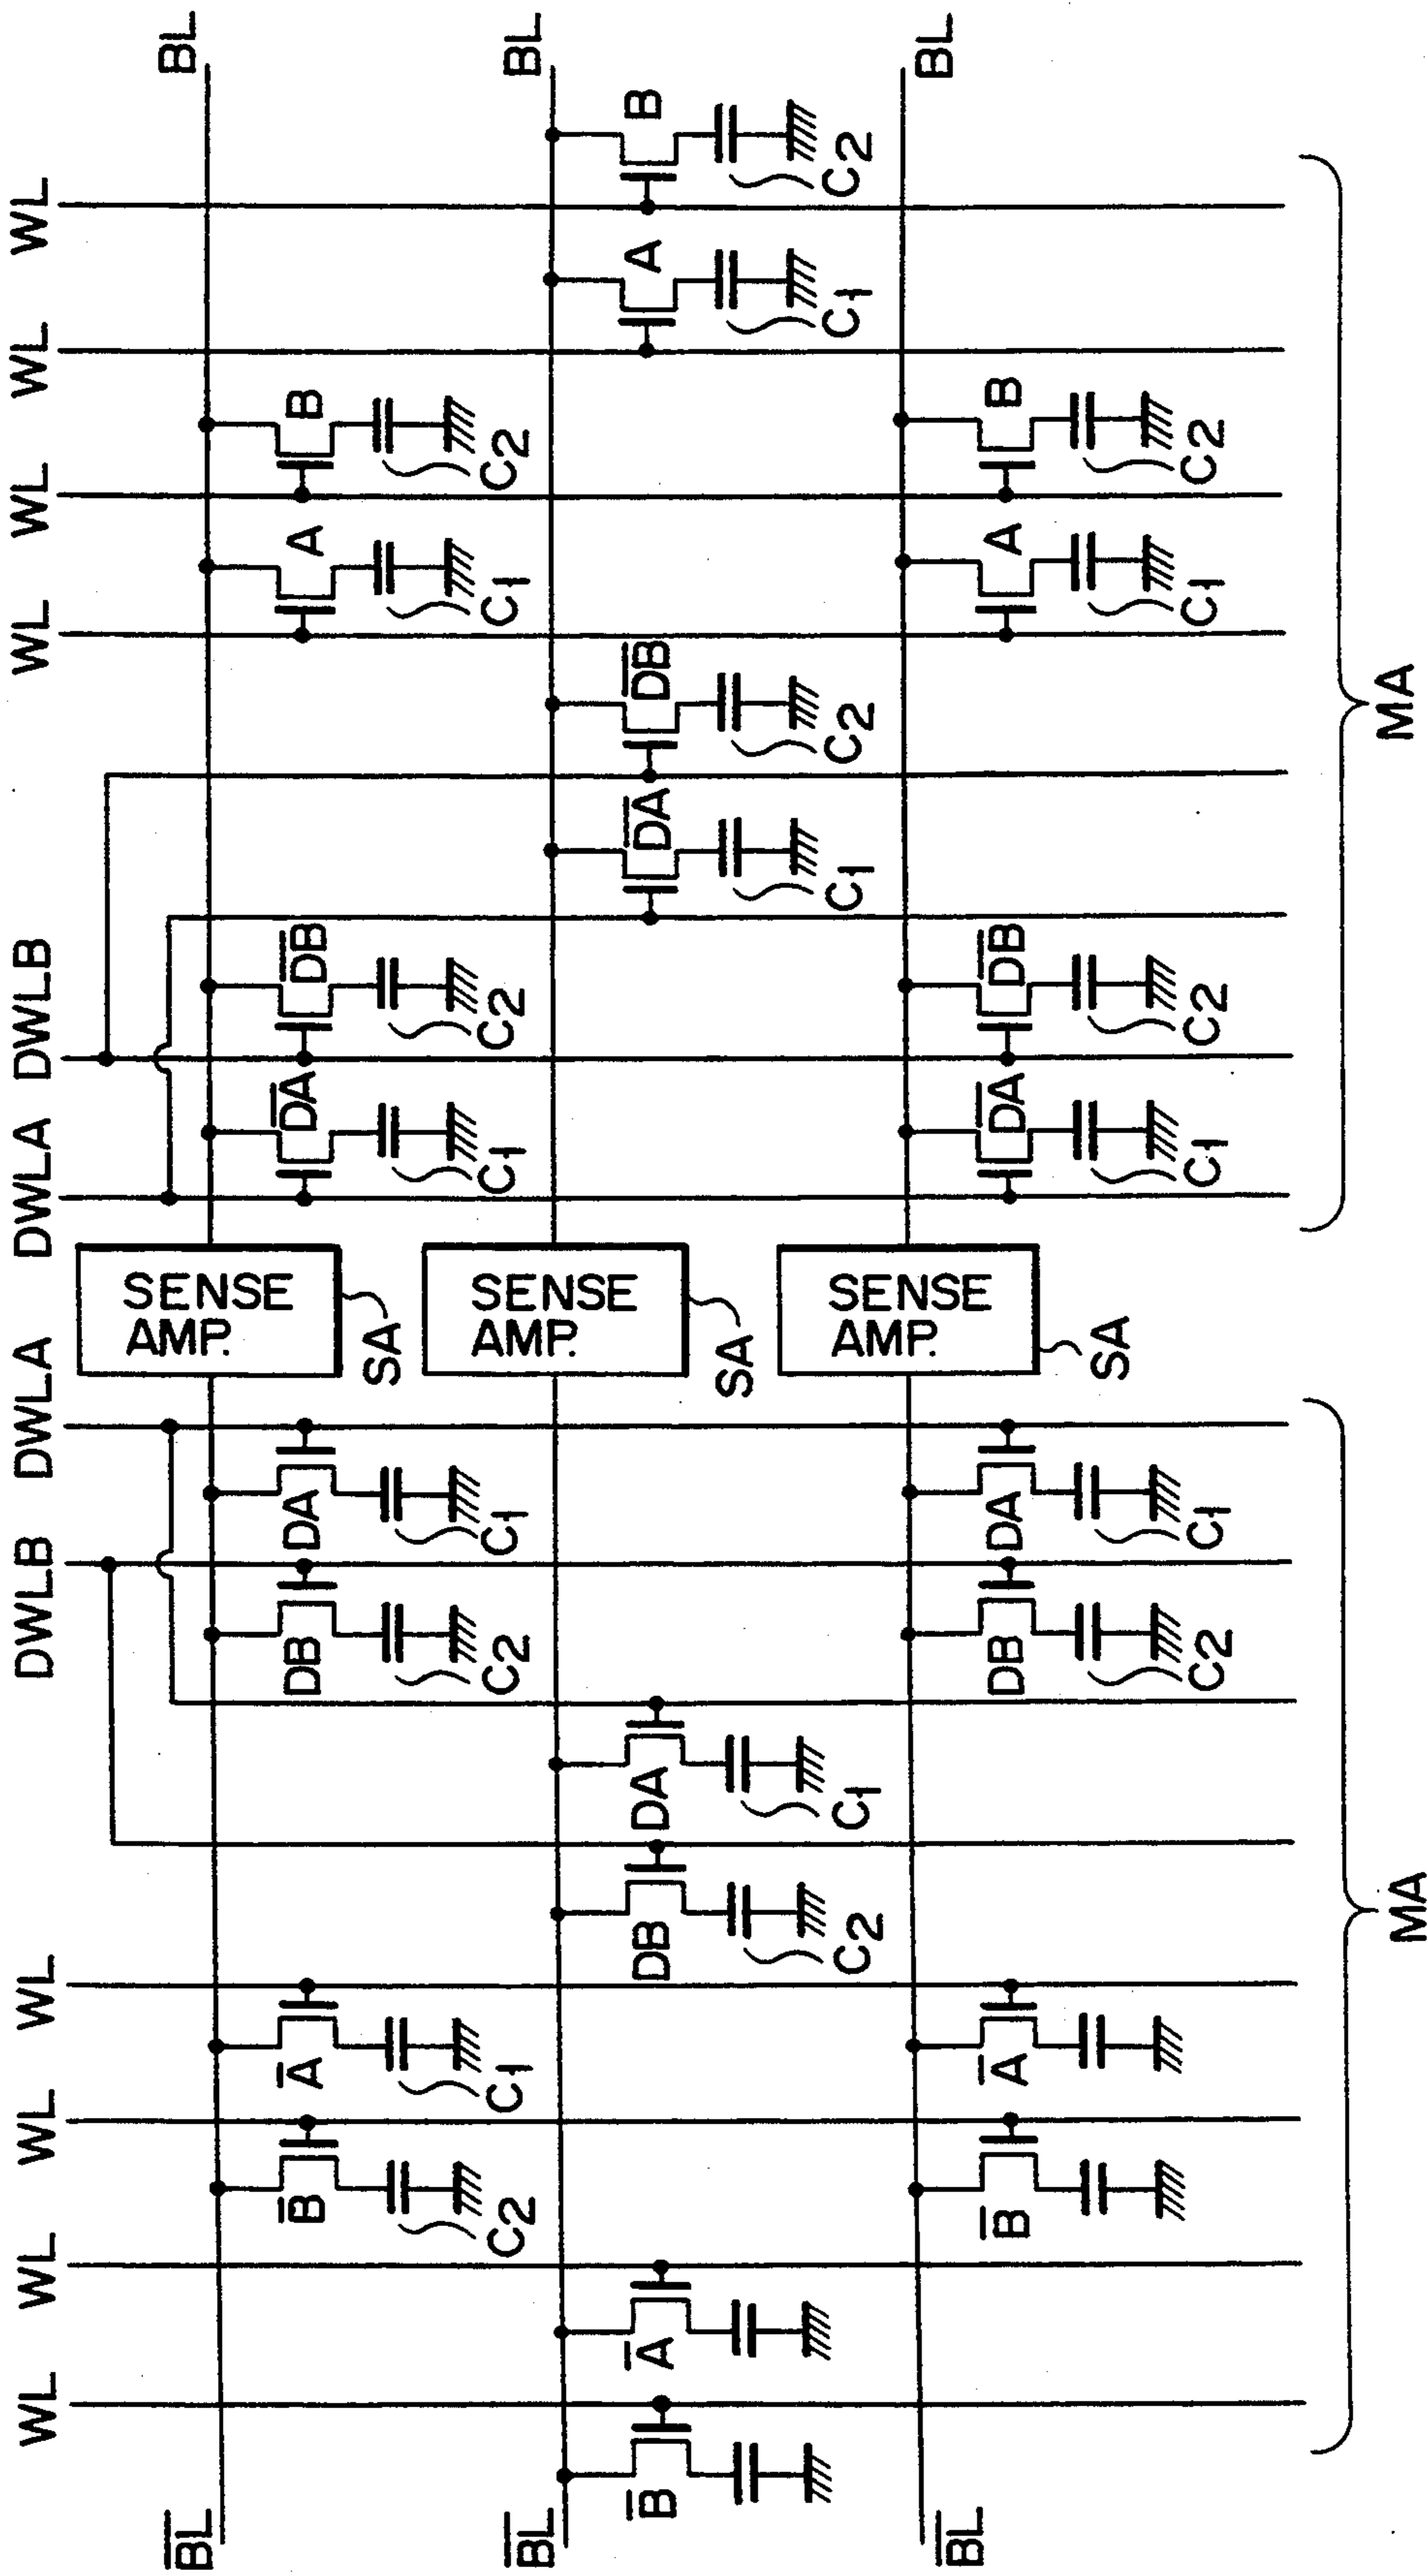 WL WL WL WL DWLB DWLA DWLA DWLB WL WL WL WL
B̅L̅ BL
SENSE
AMP.
B̅ A̅ DB DA D̅A̅ D̅B̅ A B
SA
C2 C1 C2 C1 C1 C2 C1 C2
B̅L̅ BL
SENSE
AMP.
B̅ A̅ DB DA D̅A̅ D̅B̅ A B
SA
C2 C1 C1 C2 C1 C2
B̅L̅ BL
SENSE
AMP.
B̅ A̅ DB DA D̅A̅ D̅B̅ A B
SA
C2 C1 C1 C2 C1 C2
MA MA